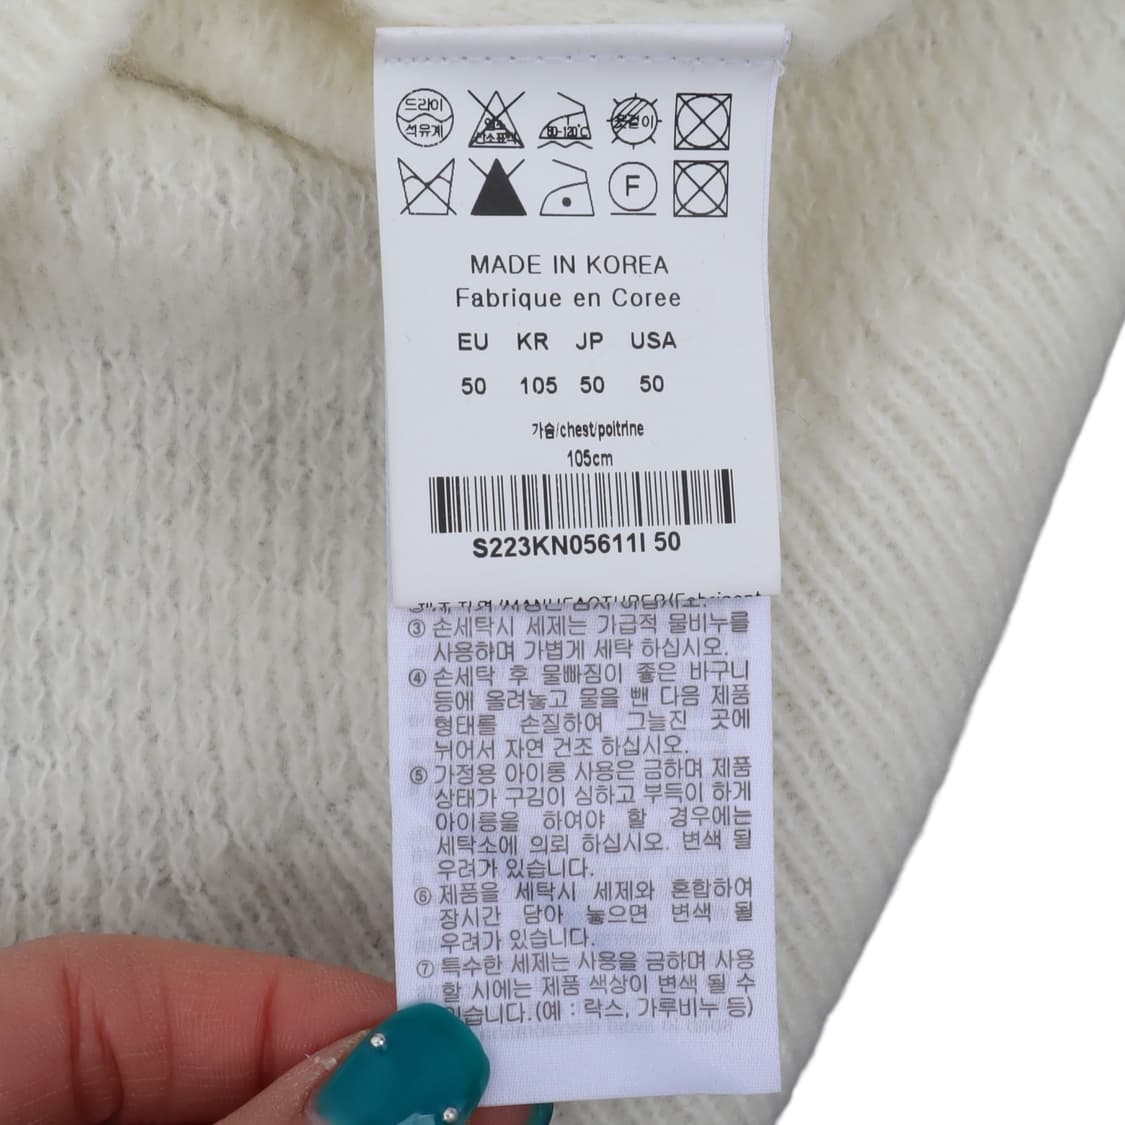 드라이
석유계
80-120℃
옷걸이
F
MADE IN KOREA
Fabrique en Coree
EU KR JP USA
50 105 50 50
가슴/chest/poitrine
105cm
S223KN05611I 50
③ 손세탁시 세제는 가급적 물비누를
사용하며 가볍게 세탁 하십시오.
④ 손세탁 후 물빠짐이 좋은 바구니
등에 올려놓고 물을 뺀 다음 제품
형태를 손질하여 그늘진 곳에
뉘어서 자연 건조 하십시오.
⑤ 가정용 아이롱 사용은 금하며 제품
상태가 구김이 심하고 부득이 하게
아이롱을 하여야 할 경우에는
세탁소에 의뢰 하십시오. 변색 될
우려가 있습니다.
⑥ 제품을 세탁시 세제와 혼합하여
장시간 담아 놓으면 변색 될
우려가 있습니다.
⑦ 특수한 세제는 사용을 금하며 사용
할 시에는 제품 색상이 변색 될 수
있습니다.(예 : 락스, 가루비누 등)